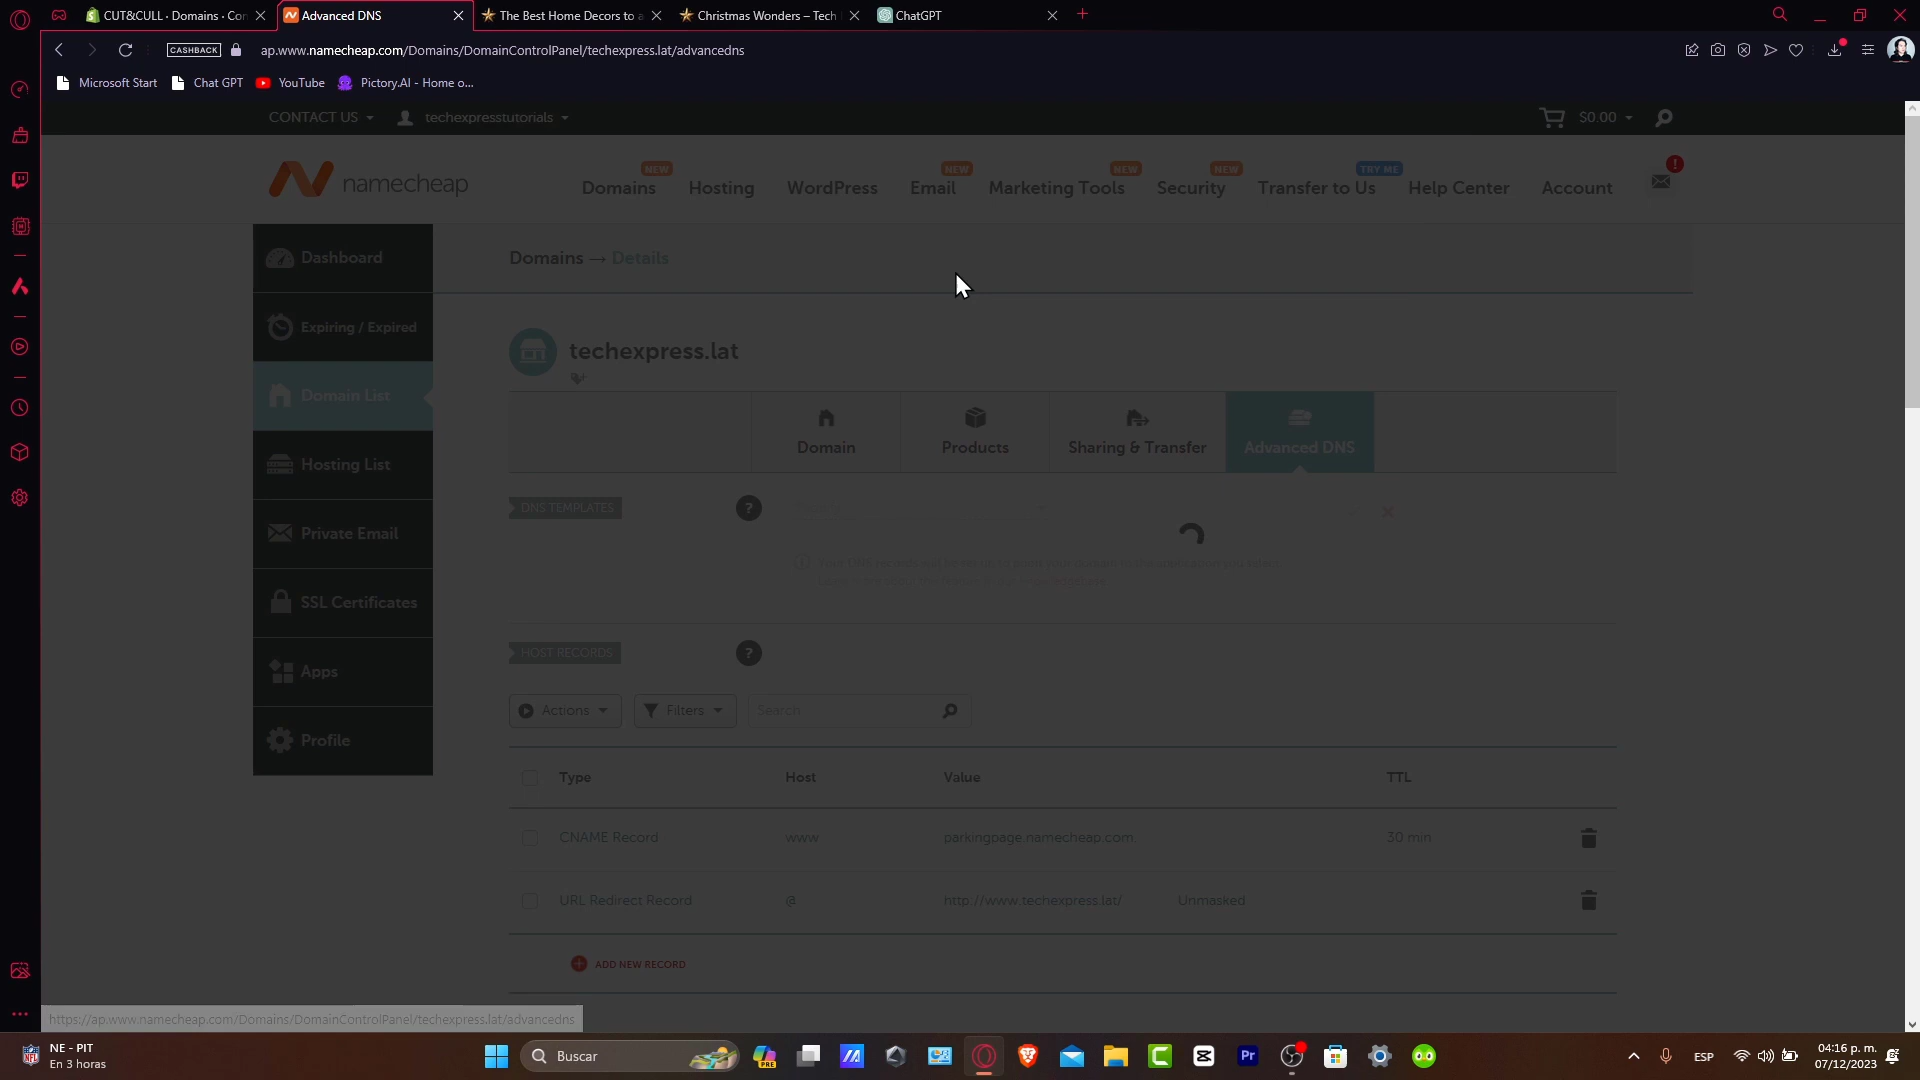 CUT&CULL · Domains · Con
Advanced DNS
The Best Home Decors to a
Christmas Wonders – Tech
ChatGPT
CASHBACK
ap.www.namecheap.com/Domains/DomainControlPanel/techexpress.lat/advancedns
Microsoft Start
Chat GPT
YouTube
Pictory.AI - Home o...
CONTACT US
techexpresstutorials
$0.00
namecheap
NEW
NEW
NEW
NEW
TRY ME
Domains
Hosting
WordPress
Email
Marketing Tools
Security
Transfer to Us
Help Center
Account
Dashboard
Expiring / Expired
Domain List
Hosting List
Private Email
SSL Certificates
Apps
Profile
Domains → Details
techexpress.lat
Domain
Products
Sharing & Transfer
Advanced DNS
DNS TEMPLATES
?
HOST RECORDS
?
Actions
Filters
Search
Type
Host
Value
TTL
CNAME Record
www
parkingpage.namecheap.com
30 min
URL Redirect Record
@
http://www.techexpress.lat/
Unmasked
ADD NEW RECORD
https://ap.www.namecheap.com/Domains/DomainControlPanel/techexpress.lat/advancedns
NE - PIT
En 3 horas
Buscar
PRE
Pr
ESP
04:16 p. m.
07/12/2023